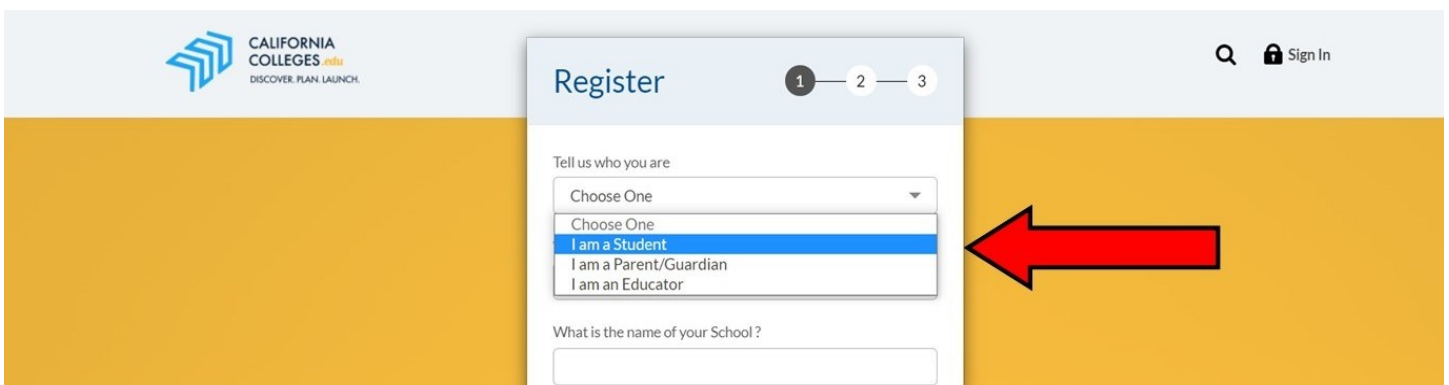 CALIFORNIA
COLLEGES.edu
DISCOVER. PLAN. LAUNCH.
Register
1 2 3
Sign In
Tell us who you are
Choose One
Choose One
I am a Student
I am a Parent/Guardian
I am an Educator
What is the name of your School?